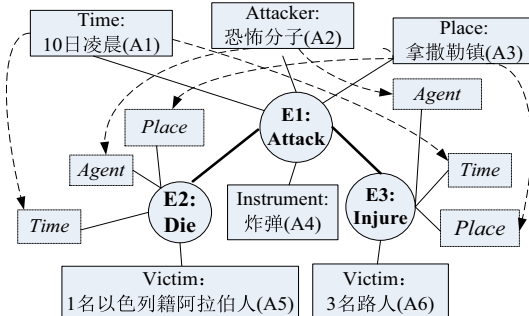 Time:
10日凌晨(A1)
Attacker:
恐怖分子(A2)
Place:
拿撒勒镇(A3)
Place
Agent
Time
E1:
Attack
Agent
Time
Place
E2:
Die
Instrument:
炸弹(A4)
E3:
Injure
Victim:
1名以色列籍阿拉伯人(A5)
Victim:
3名路人(A6)